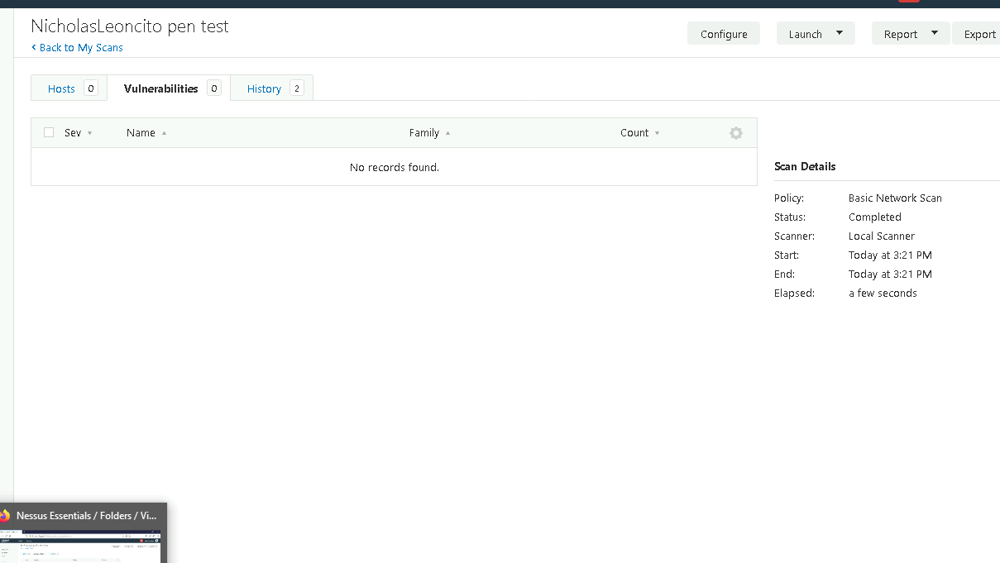 NicholasLeoncito pen test
‹ Back to My Scans
Configure
Launch
Report
Export
Hosts 0
Vulnerabilities 0
History 2
Sev Name Family Count
No records found.
Scan Details
Policy: Basic Network Scan
Status: Completed
Scanner: Local Scanner
Start: Today at 3:21 PM
End: Today at 3:21 PM
Elapsed: a few seconds
Nessus Essentials / Folders / Vi...